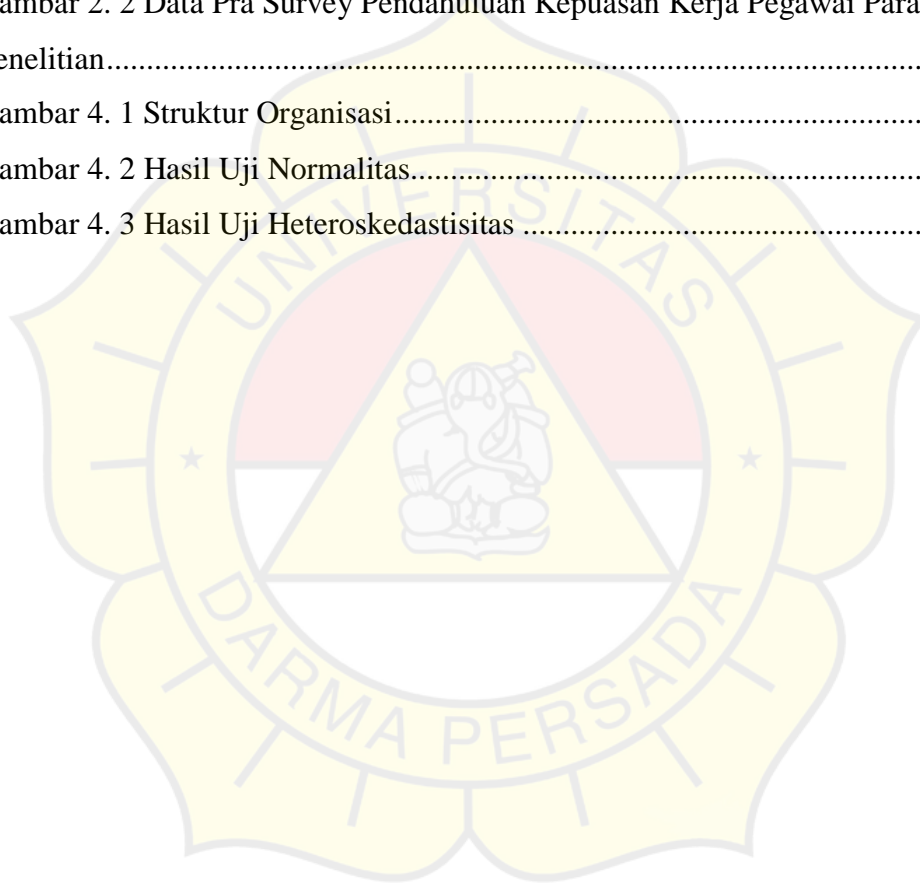 ambar 2. 2 Data Pra Survey Pendahuluan Kepuasan Kerja Pegawai Para
enelitian.......................................................................................................
ambar 4. 1 Struktur Organisasi..................................................................
ambar 4. 2 Hasil Uji Normalitas................................................................
ambar 4. 3 Hasil Uji Heteroskedastisitas ..................................................
UNIVERSITAS
DARMA PERSADA